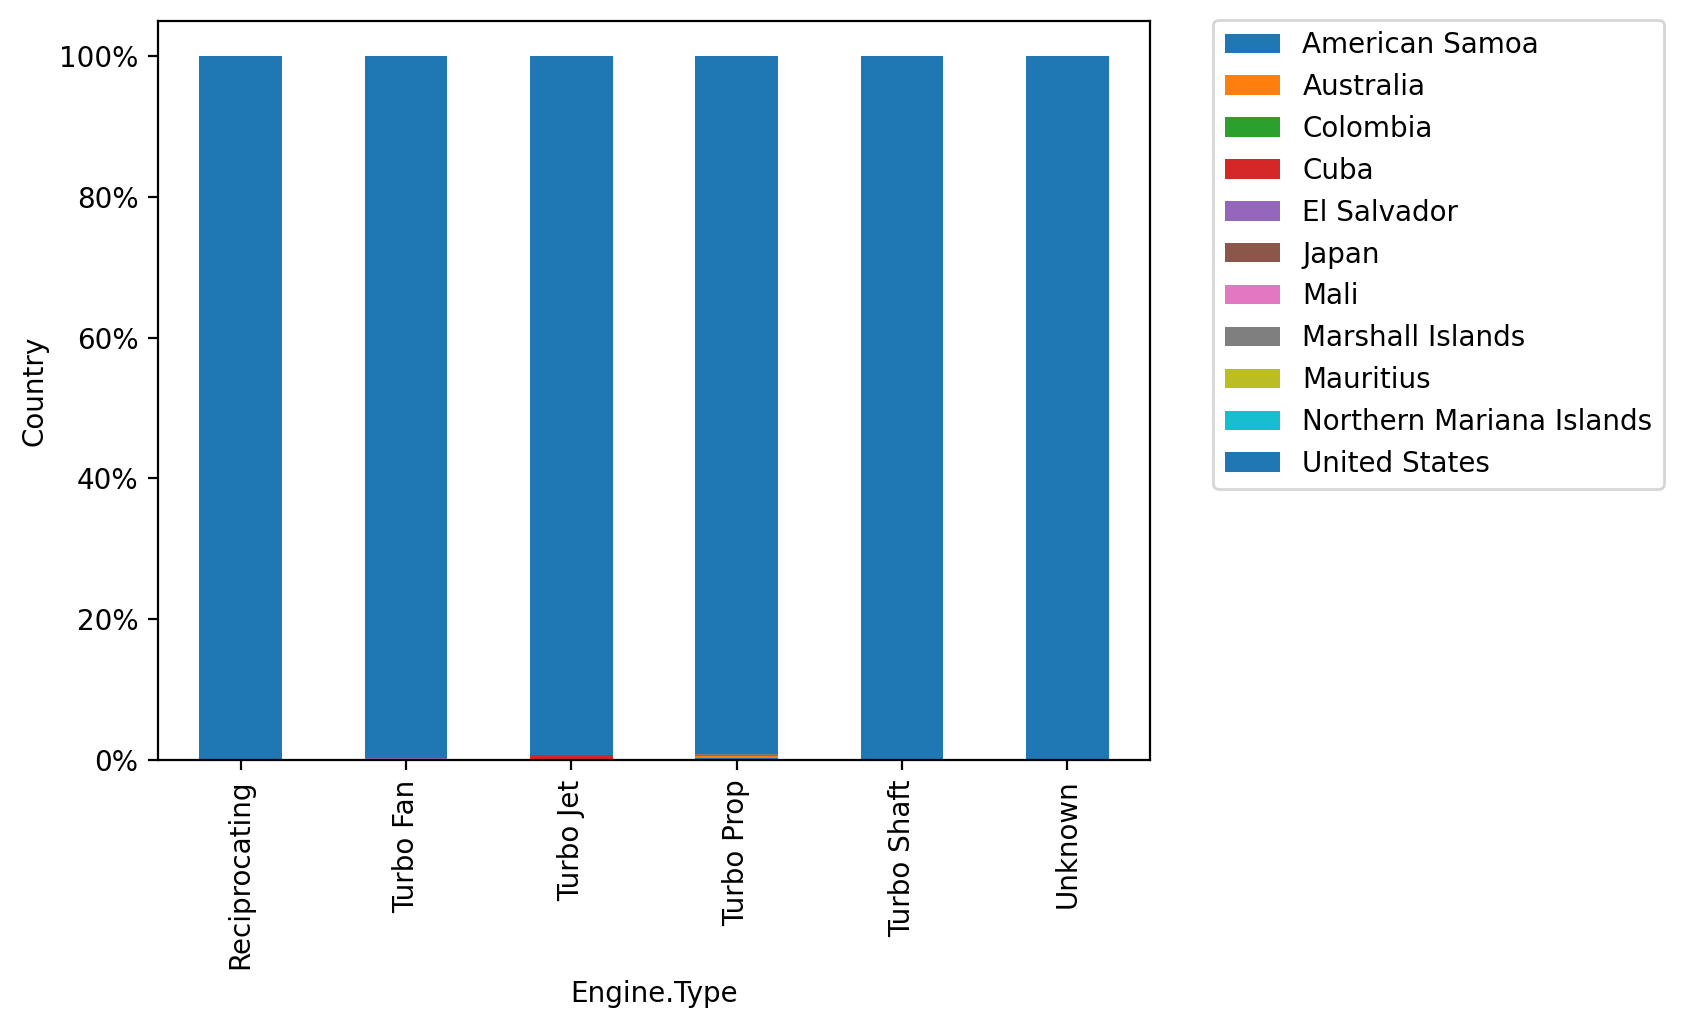 100%
80%
60%
40%
20%
0%
Country
Reciprocating
Turbo Fan
Turbo Jet
Turbo Prop
Turbo Shaft
Unknown
Engine.Type
American Samoa
Australia
Colombia
Cuba
El Salvador
Japan
Mali
Marshall Islands
Mauritius
Northern Mariana Islands
United States